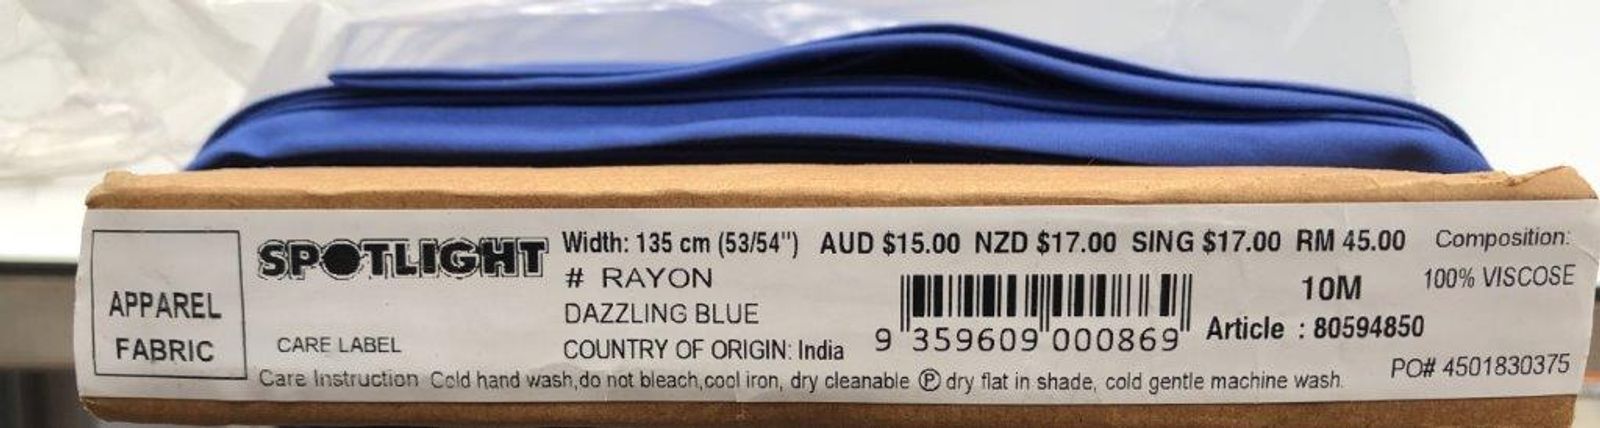 APPAREL
FABRIC
SPOTLIGHT
CARE LABEL
Width: 135 cm (53/54") AUD $15.00 NZD $17.00 SING $17.00 RM 45.00
# RAYON
DAZZLING BLUE
COUNTRY OF ORIGIN: India
9 359609 000869
10M
Article : 80594850
Composition:
100% VISCOSE
PO# 4501830375
Care Instruction Cold hand wash,do not bleach,cool iron, dry cleanable Ⓟ dry flat in shade, cold gentle machine wash.